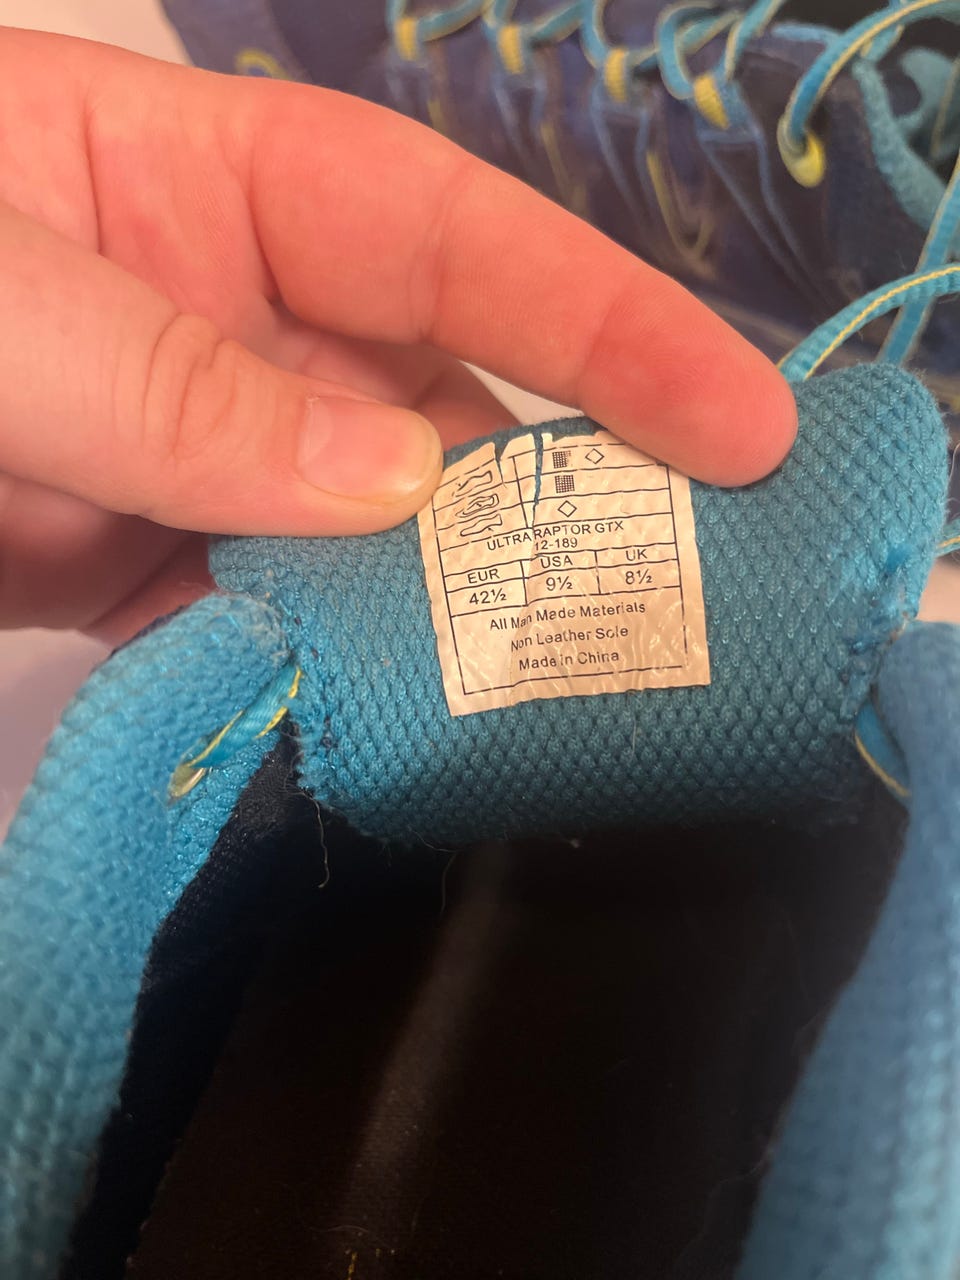 ULTRA RAPTOR GTX
12-189
EUR USA UK
42½ 9½ 8½
All Man Made Materials
Non Leather Sole
Made in China